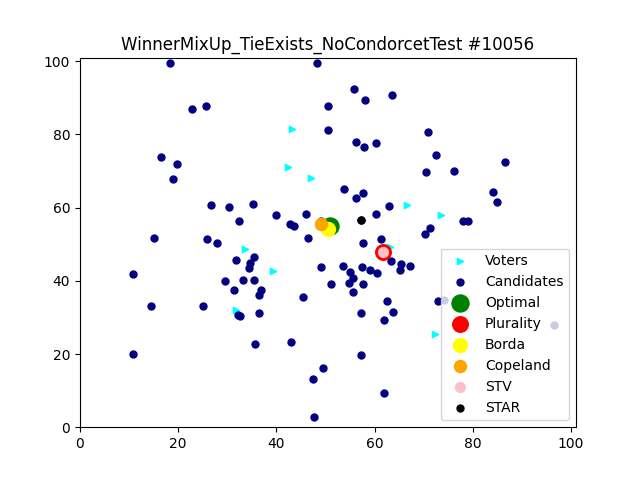 WinnerMixUp_TieExists_NoCondorcetTest #10056
100
80
60
40
20
0
0 20 40 60 80 100
Voters
Candidates
Optimal
Plurality
Borda
Copeland
STV
STAR